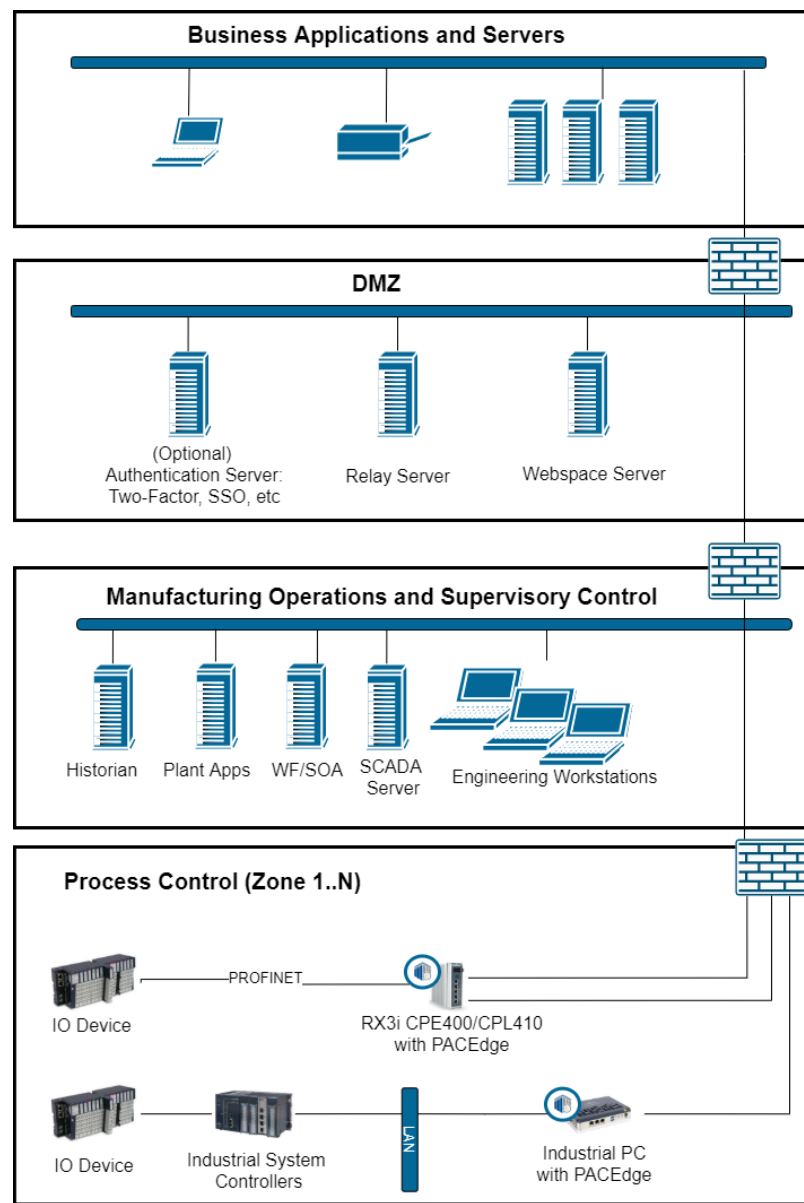 Business Applications and Servers
DMZ
(Optional)
Authentication Server:
Two-Factor, SSO, etc
Relay Server
Webspace Server
Manufacturing Operations and Supervisory Control
Historian
Plant Apps
WF/SOA
SCADA
Server
Engineering Workstations
Process Control (Zone 1..N)
PROFINET
IO Device
RX3i CPE400/CPL410
with PACEdge
LAN
IO Device
Industrial System
Controllers
Industrial PC
with PACEdge